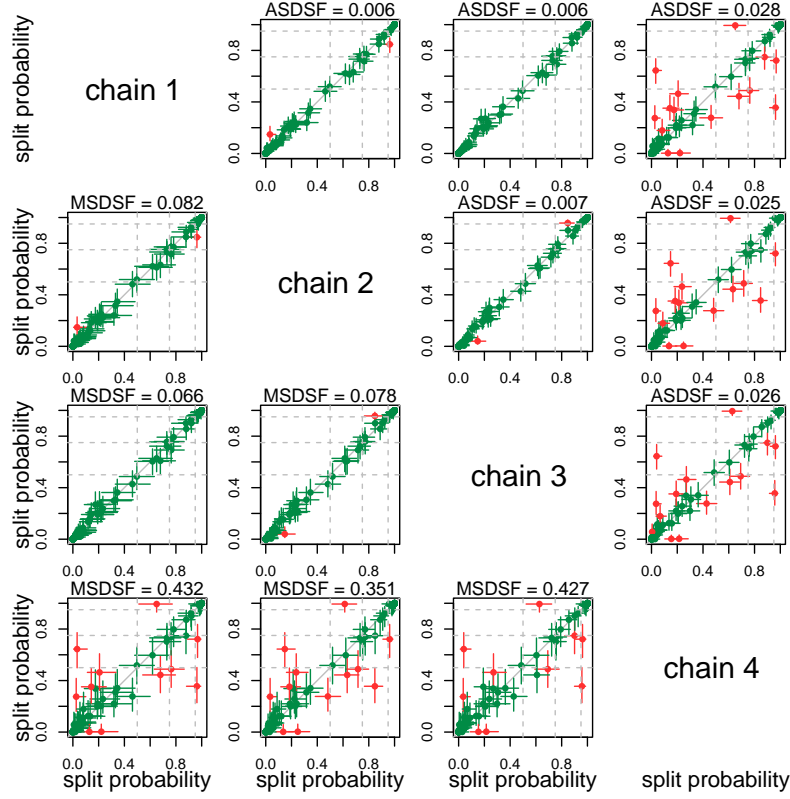 ASDSF = 0.006
ASDSF = 0.006
ASDSF = 0.028
split probability
0.0 0.4 0.8
chain 1
0.0 0.4 0.8
0.0 0.4 0.8
0.0 0.4 0.8
MSDSF = 0.082
ASDSF = 0.007
ASDSF = 0.025
split probability
0.0 0.4 0.8
chain 2
0.0 0.4 0.8
0.0 0.4 0.8
0.0 0.4 0.8
MSDSF = 0.066
MSDSF = 0.078
ASDSF = 0.026
split probability
0.0 0.4 0.8
chain 3
0.0 0.4 0.8
0.0 0.4 0.8
0.0 0.4 0.8
MSDSF = 0.432
MSDSF = 0.351
MSDSF = 0.427
split probability
0.0 0.4 0.8
chain 4
0.0 0.4 0.8
0.0 0.4 0.8
0.0 0.4 0.8
split probability
split probability
split probability
split probability